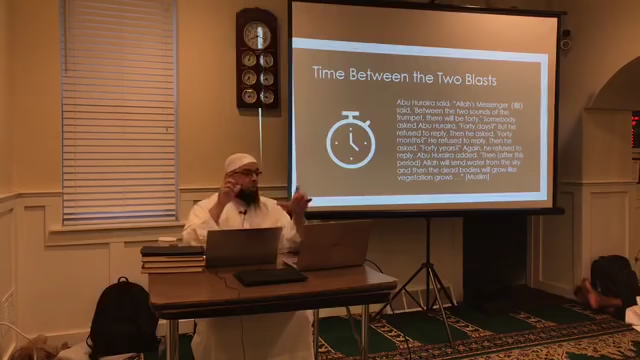 Time Between the Two Blasts
Abu Huraira said, "Allah's Messenger (ﷺ)
said, 'Between the two sounds of the
trumpet, there will be forty." Somebody
asked Abu Huraira, "Forty days?" But he
refused to reply. Then he asked, "Forty
months?" He refused to reply. Then he
asked, "Forty years?" Again, he refused to
reply. Abu Huraira added, "Then (after this
period) Allah will send water from the sky
and then the dead bodies will grow like
vegetation grows ..." (Muslim)